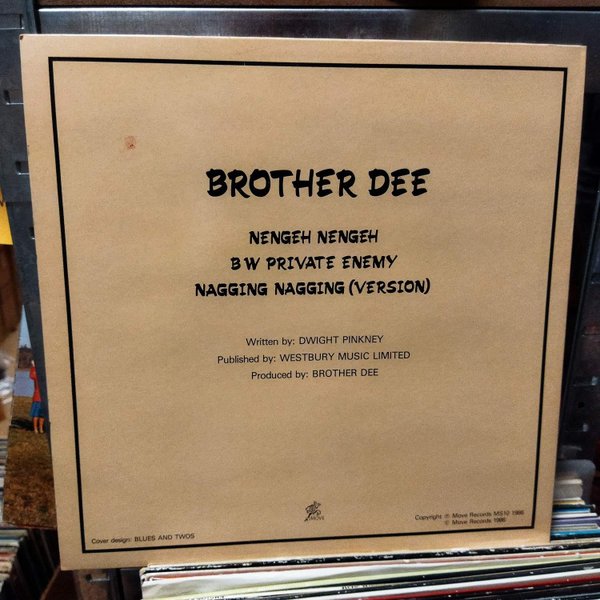 BROTHER DEE
NENGEH NENGEH
B W PRIVATE ENEMY
NAGGING NAGGING (VERSION)
Written by: DWIGHT PINKNEY
Published by: WESTBURY MUSIC LIMITED
Produced by: BROTHER DEE
MOVE
Copyright ℗ Move Records MS10 1986
© Move Records 1986
Cover design: BLUES AND TWOS